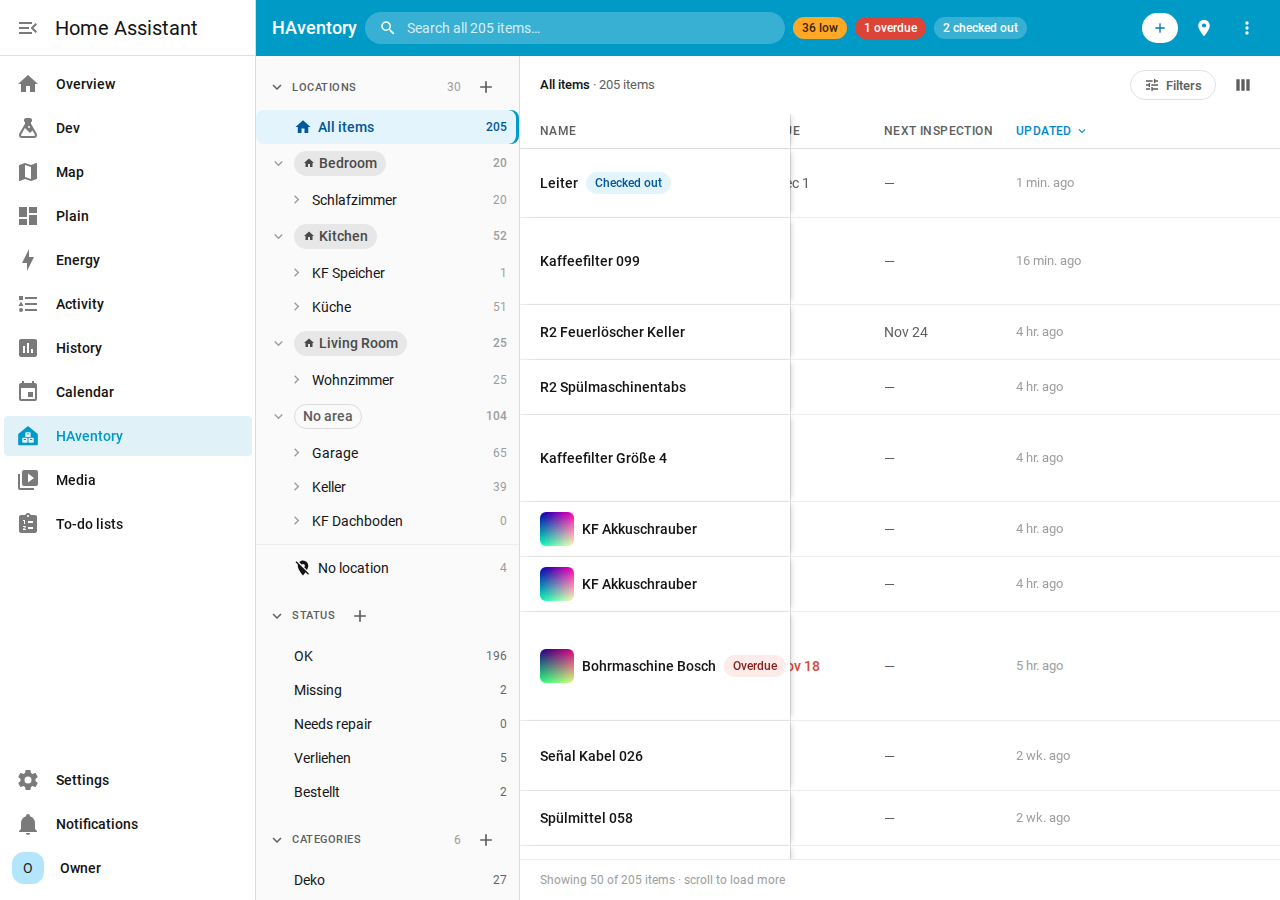 Home Assistant
Overview
Dev
Map
Plain
Energy
Activity
History
Calendar
HAventory
Media
To-do lists
Settings
Notifications
O Owner
HAventory
Search all 205 items…
36 low
1 overdue
2 checked out
LOCATIONS 30
All items 205
Bedroom 20
Schlafzimmer 20
Kitchen 52
KF Speicher 1
Küche 51
Living Room 25
Wohnzimmer 25
No area 104
Garage 65
Keller 39
KF Dachboden 0
No location 4
STATUS
OK 196
Missing 2
Needs repair 0
Verliehen 5
Bestellt 2
CATEGORIES 6
Deko 27
All items · 205 items
Filters
NAME UE NEXT INSPECTION UPDATED
Leiter Checked out ec 1 — 1 min. ago
Kaffeefilter 099 — 16 min. ago
R2 Feuerlöscher Keller Nov 24 4 hr. ago
R2 Spülmaschinentabs — 4 hr. ago
Kaffeefilter Größe 4 — 4 hr. ago
KF Akkuschrauber — 4 hr. ago
KF Akkuschrauber — 4 hr. ago
Bohrmaschine Bosch Overdue ov 18 — 5 hr. ago
Señal Kabel 026 — 2 wk. ago
Spülmittel 058 — 2 wk. ago
Showing 50 of 205 items · scroll to load more